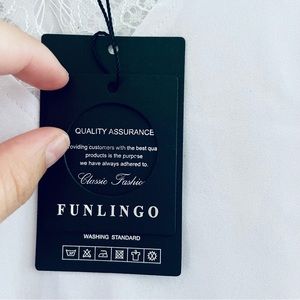 QUALITY ASSURANCE
oviding customers with the best qua
products is the purpose
we have always adhered to.
Classic Fashio
FUNLINGO
WASHING STANDARD